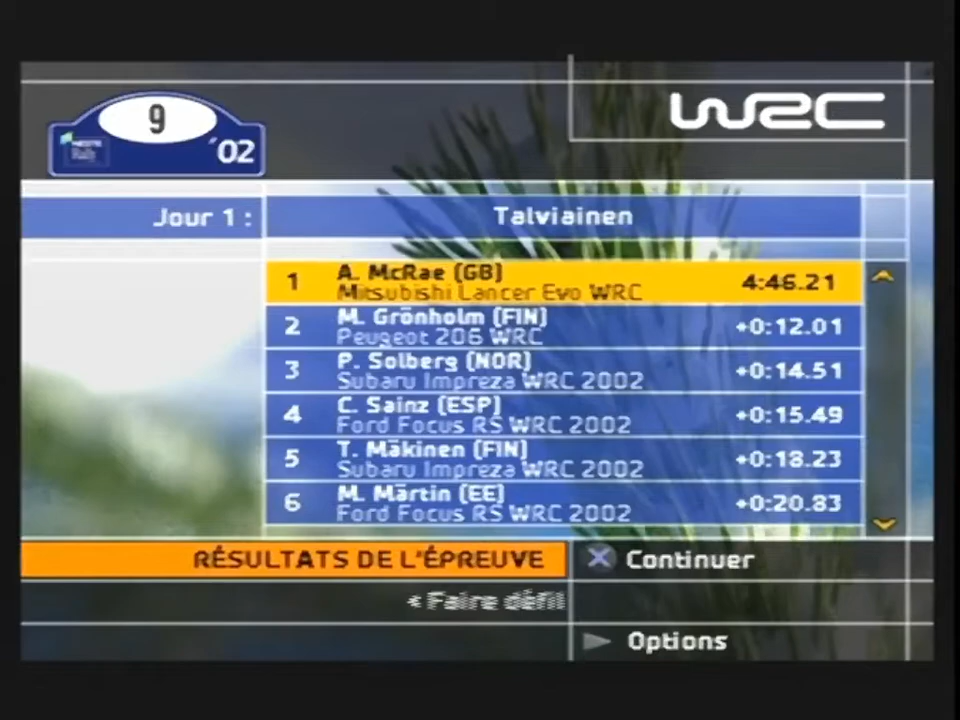 9
'02
WRC
Jour 1 :
Talviainen
1 A. McRae (GB) 4:46.21
Mitsubishi Lancer Evo WRC
2 M. Grönholm (FIN) +0:12.01
Peugeot 206 WRC
3 P. Solberg (NOR) +0:14.51
Subaru Impreza WRC 2002
4 C. Sainz (ESP) +0:15.49
Ford Focus RS WRC 2002
5 T. Mäkinen (FIN) +0:18.23
Subaru Impreza WRC 2002
6 M. Märtin (EE) +0:20.83
Ford Focus RS WRC 2002
RÉSULTATS DE L'ÉPREUVE
Continuer
Faire défil
Options